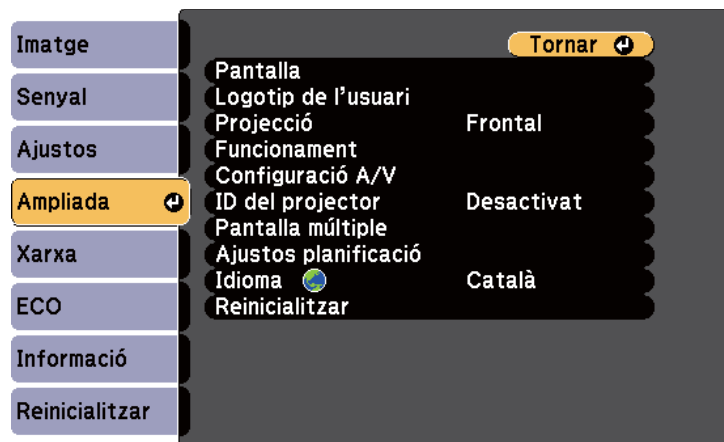 Imatge
Senyal
Ajustos
Ampliada
Xarxa
ECO
Informació
Reinicialitzar
Tornar
Pantalla
Logotip de l'usuari
Projecció Frontal
Funcionament
Configuració A/V
ID del projector Desactivat
Pantalla múltiple
Ajustos planificació
Idioma Català
Reinicialitzar